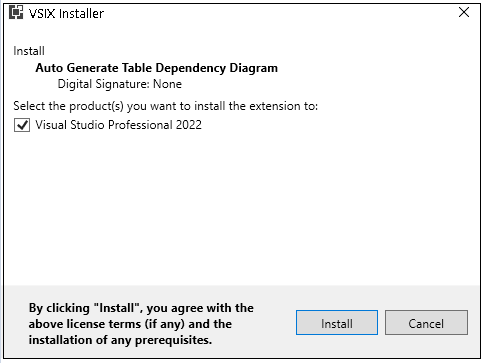 VSIX Installer
Install
Auto Generate Table Dependency Diagram
Digital Signature: None
Select the product(s) you want to install the extension to:
Visual Studio Professional 2022
By clicking "Install", you agree with the
above license terms (if any) and the
installation of any prerequisites.
Install
Cancel